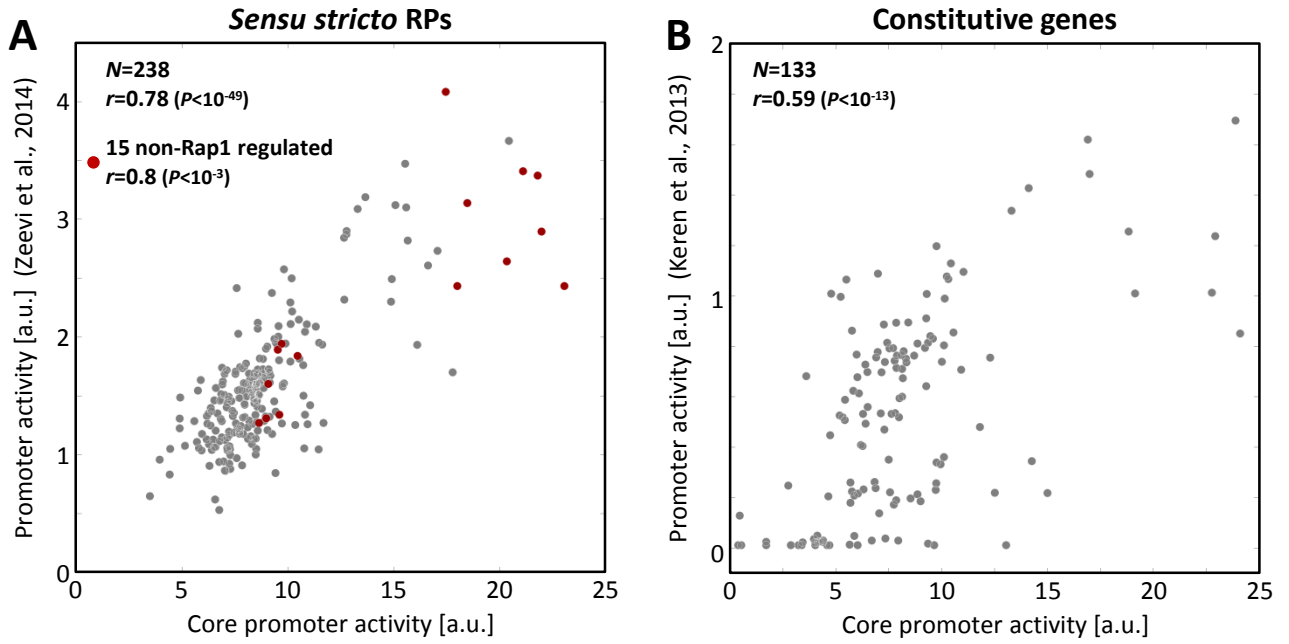 A
Sensu stricto RPs
N=238
r=0.78 (P<10⁻⁴⁹)
15 non-Rap1 regulated
r=0.8 (P<10⁻³)
Promoter activity [a.u.] (Zeevi et al., 2014)
4
3
2
1
0
0 5 10 15 20 25
Core promoter activity [a.u.]
B
Constitutive genes
N=133
r=0.59 (P<10⁻¹³)
Promoter activity [a.u.] (Keren et al., 2013)
2
1
0
0 5 10 15 20 25
Core promoter activity [a.u.]